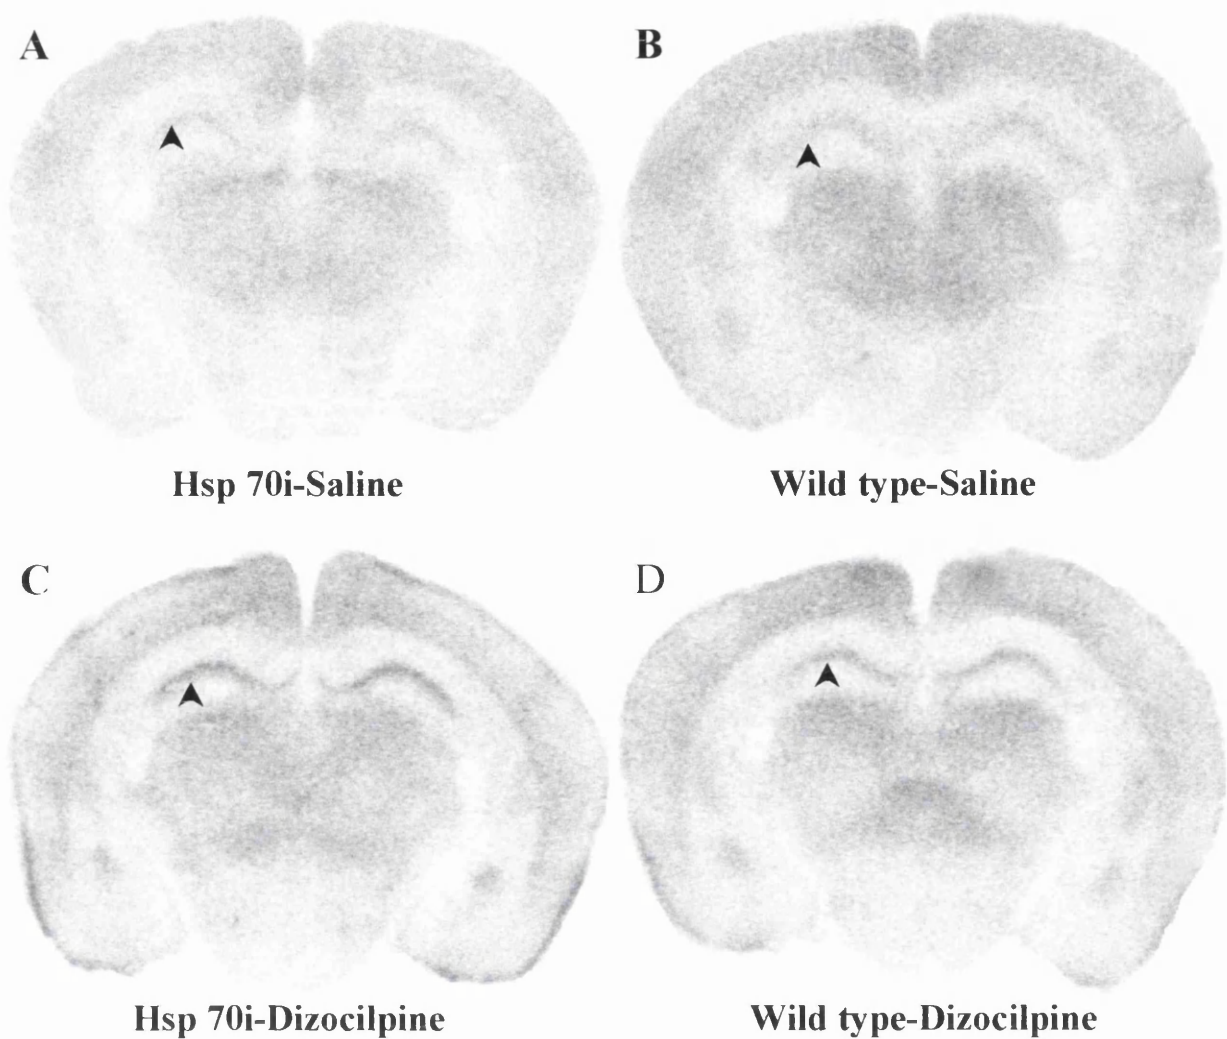 A
B
Hsp 70i-Saline
Wild type-Saline
C
D
Hsp 70i-Dizocilpine
Wild type-Dizocilpine